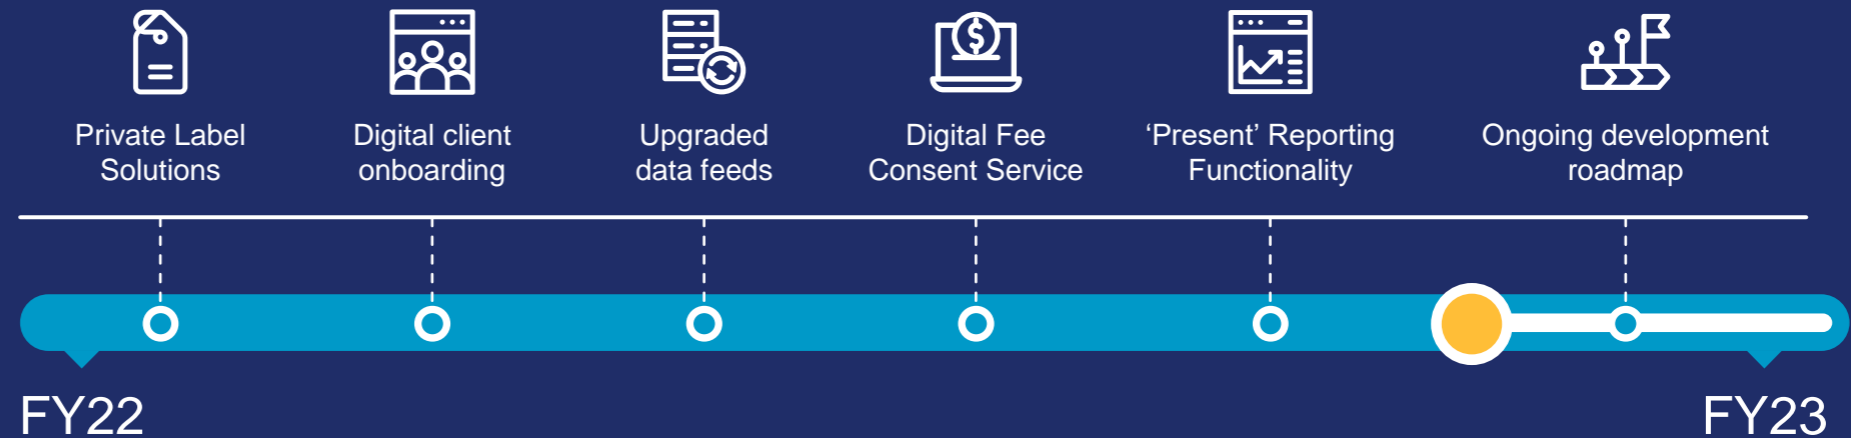 Private Label
Solutions
Digital client
onboarding
Upgraded
data feeds
Digital Fee
Consent Service
‘Present’ Reporting
Functionality
Ongoing development
roadmap
FY22
FY23